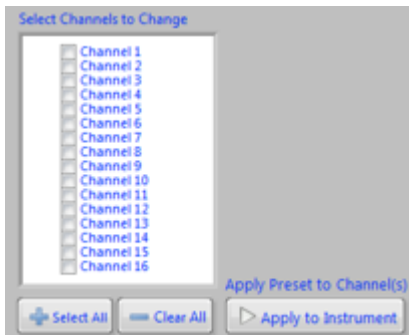 Select Channels to Change
Channel 1
Channel 2
Channel 3
Channel 4
Channel 5
Channel 6
Channel 7
Channel 8
Channel 9
Channel 10
Channel 11
Channel 12
Channel 13
Channel 14
Channel 15
Channel 16
Apply Preset to Channel(s)
Select All
Clear All
Apply to Instrument